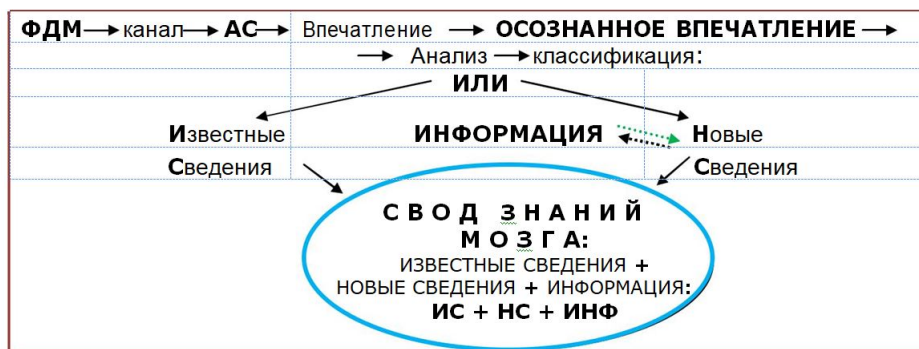 ФДМ → канал → АС → Впечатление → ОСОЗНАННОЕ ВПЕЧАТЛЕНИЕ →
→ Анализ → классификация:
ИЛИ
Известные ИНФОРМАЦИЯ Новые
Сведения Сведения
СВОД ЗНАНИЙ
МОЗГА:
ИЗВЕСТНЫЕ СВЕДЕНИЯ +
НОВЫЕ СВЕДЕНИЯ + ИНФОРМАЦИЯ:
ИС + НС + ИНФ